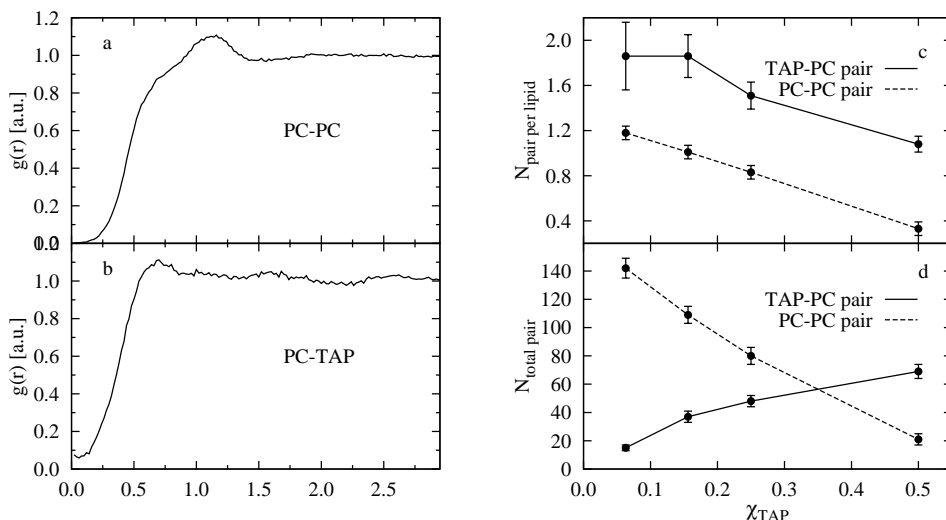 a
g(r) [a.u.]
1.2
1.0
0.8
0.6
0.4
0.2
0.0
PC-PC
b
g(r) [a.u.]
1.2
1.0
0.8
0.6
0.4
0.2
0.0
PC-TAP
0.0 0.5 1.0 1.5 2.0 2.5
c
N_pair per lipid
2.0
1.6
1.2
0.8
0.4
TAP-PC pair
PC-PC pair
d
N_total pair
140
120
100
80
60
40
20
0
TAP-PC pair
PC-PC pair
0.0 0.1 0.2 0.3 0.4 0.5
χ_TAP